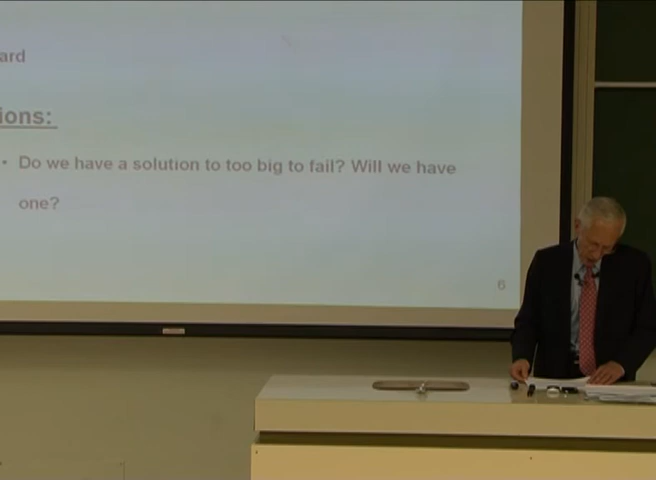 ard
ions:
• Do we have a solution to too big to fail? Will we have
one?
6